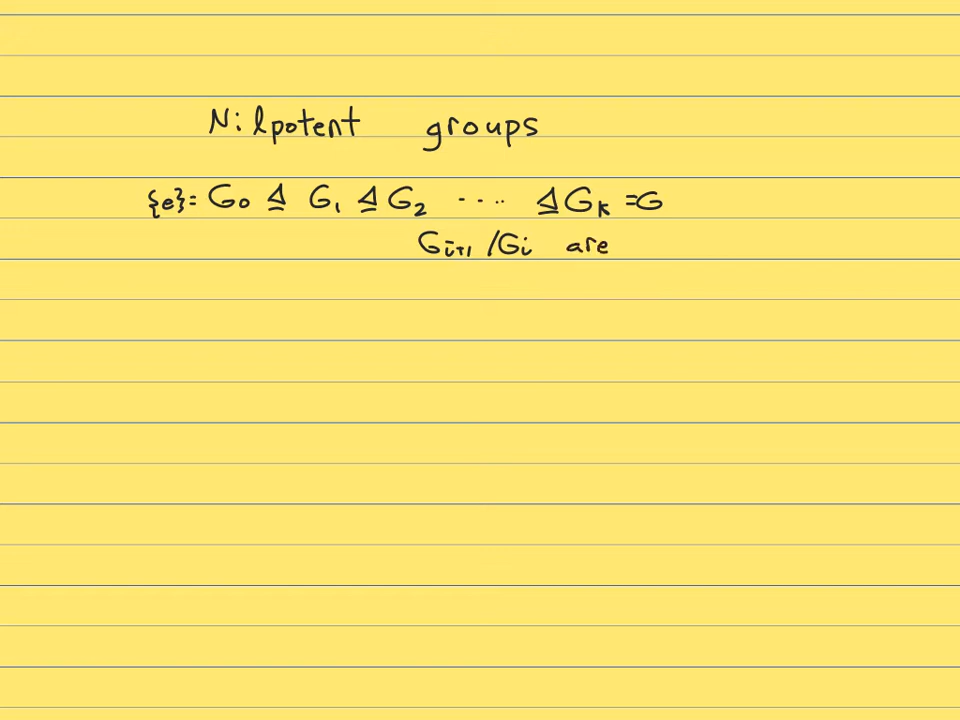 Nilpotent groups
{e}= G₀ ⊴ G₁ ⊴ G₂ ···· ⊴ Gₖ =G
Gᵢ₊₁ /Gᵢ are